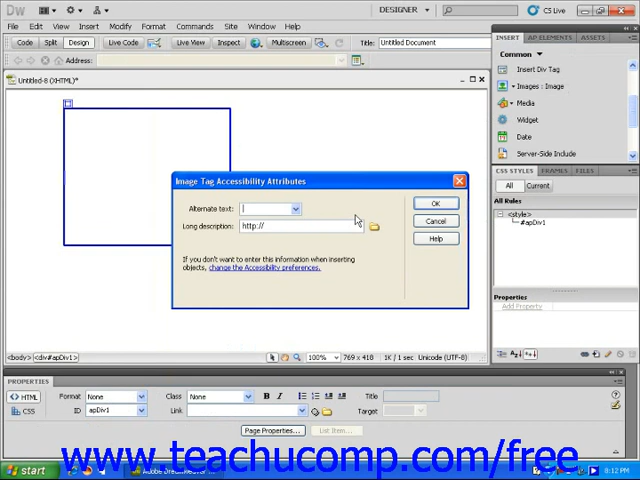 Dw
DESIGNER
CS Live
File Edit View Insert Modify Format Commands Site Window Help
Code Split Design Live Code Live View Inspect Multiscreen Title: Untitled Document
Address:
Untitled-8 (XHTML)*
INSERT AP ELEMENTS ASSETS
Common
Insert Div Tag
Images : Image
Media
Widget
Date
Server-Side Include
CSS STYLES FRAMES FILES
All Current
All Rules
<style>
#apDiv1
Properties
Add Property
Image Tag Accessibility Attributes
Alternate text:
OK
Long description: http://
Cancel
Help
If you don't want to enter this information when inserting
objects, change the Accessibility preferences.
<body> <div#apDiv1>
100% 769 x 418 1K / 1 sec Unicode (UTF-8)
PROPERTIES
HTML Format None Class None B I Title
CSS ID apDiv1 Link Target
Page Properties... List Item...
www.teachucomp.com/free
start
8:12 PM